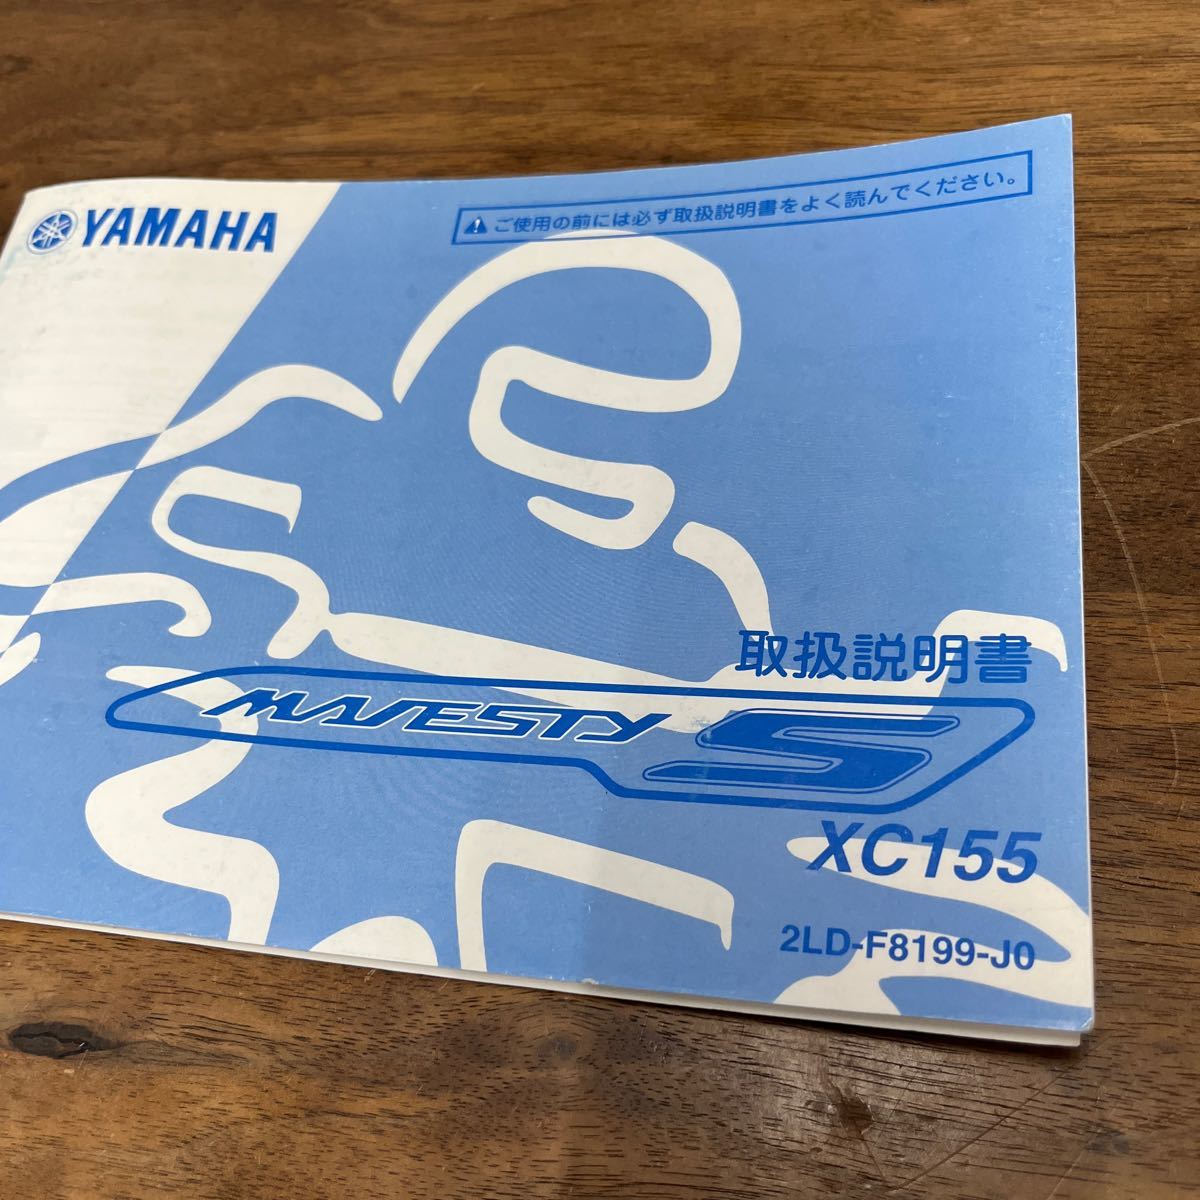 YAMAHA
ご使用の前には必ず取扱説明書をよく読んでください。
取扱説明書
MAJESTY S
XC155
2LD-F8199-J0